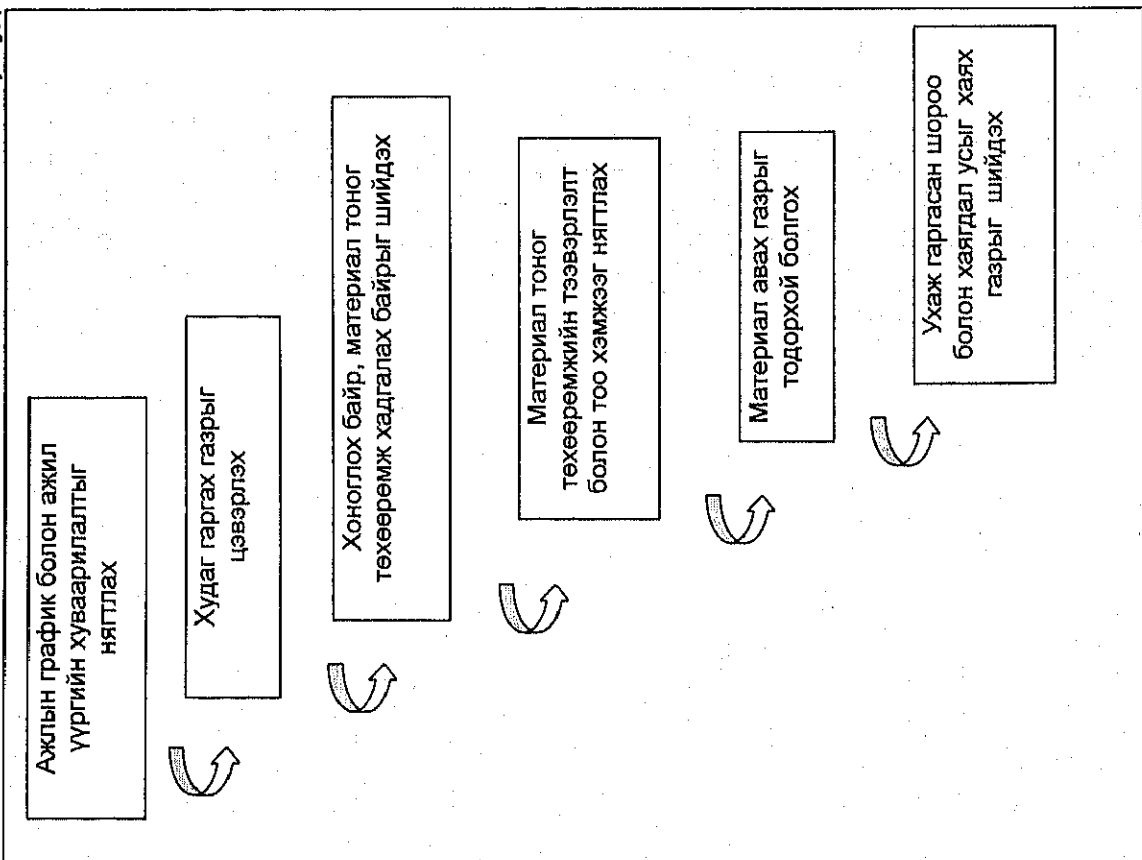 Ажлын график болон ажил
үүргийн хуваарилалтыг
нягтлах
Худаг гаргах газрыг
цэвэрлэх
Хоноглох байр, материал тоног
төхөөрөмж хадгалах байрыг шийдэх
Материал тоног
төхөөрөмжийн тээвэрлэлт
болон тоо хэмжээг нягтлах
Материал авах газрыг
тодорхой болгох
Ухаж гаргасан шороо
болон хаягдал усыг хаях
газрыг шийдэх